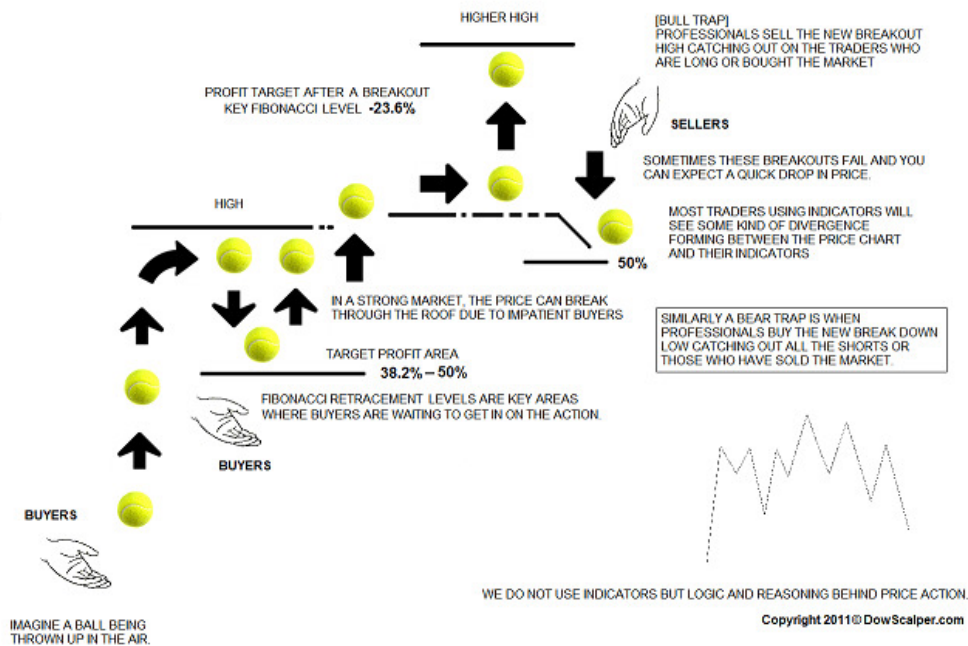 HIGHER HIGH
[BULL TRAP]
PROFESSIONALS SELL THE NEW BREAKOUT
HIGH CATCHING OUT ON THE TRADERS WHO
ARE LONG OR BOUGHT THE MARKET
PROFIT TARGET AFTER A BREAKOUT
KEY FIBONACCI LEVEL -23.6%
SELLERS
SOMETIMES THESE BREAKOUTS FAIL AND YOU
CAN EXPECT A QUICK DROP IN PRICE.
HIGH
MOST TRADERS USING INDICATORS WILL
SEE SOME KIND OF DIVERGENCE
FORMING BETWEEN THE PRICE CHART
AND THEIR INDICATORS
50%
IN A STRONG MARKET, THE PRICE CAN BREAK
THROUGH THE ROOF DUE TO IMPATIENT BUYERS
SIMILARLY A BEAR TRAP IS WHEN
PROFESSIONALS BUY THE NEW BREAK DOWN
LOW CATCHING OUT ALL THE SHORTS OR
THOSE WHO HAVE SOLD THE MARKET.
TARGET PROFIT AREA
38.2% – 50%
FIBONACCI RETRACEMENT LEVELS ARE KEY AREAS
WHERE BUYERS ARE WAITING TO GET IN ON THE ACTION.
BUYERS
BUYERS
WE DO NOT USE INDICATORS BUT LOGIC AND REASONING BEHIND PRICE ACTION.
Copyright 2011© DowScalper.com
IMAGINE A BALL BEING
THROWN UP IN THE AIR.